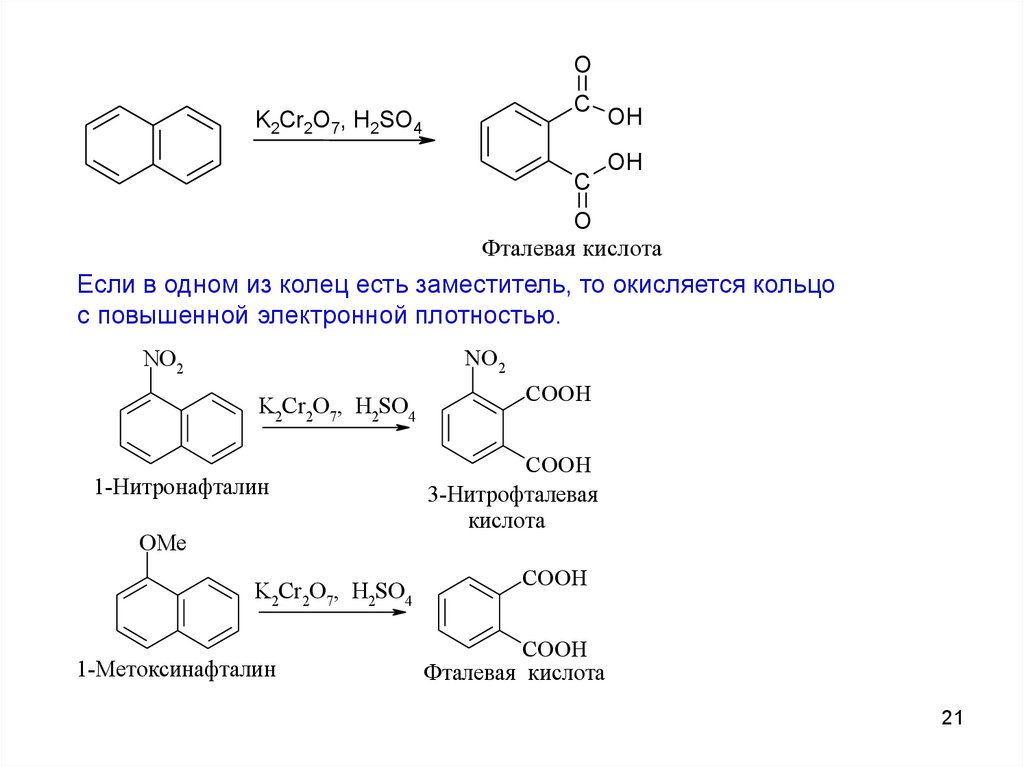 O
C
OH
K2Cr2O7, H2SO4
OH
C
O
Фталевая кислота
Если в одном из колец есть заместитель, то окисляется кольцо
с повышенной электронной плотностью.
NO2
NO2
COOH
K2Cr2O7, H2SO4
COOH
1-Нитронафталин
3-Нитрофталевая
кислота
OMe
COOH
K2Cr2O7, H2SO4
COOH
1-Метоксинафталин
Фталевая кислота
21